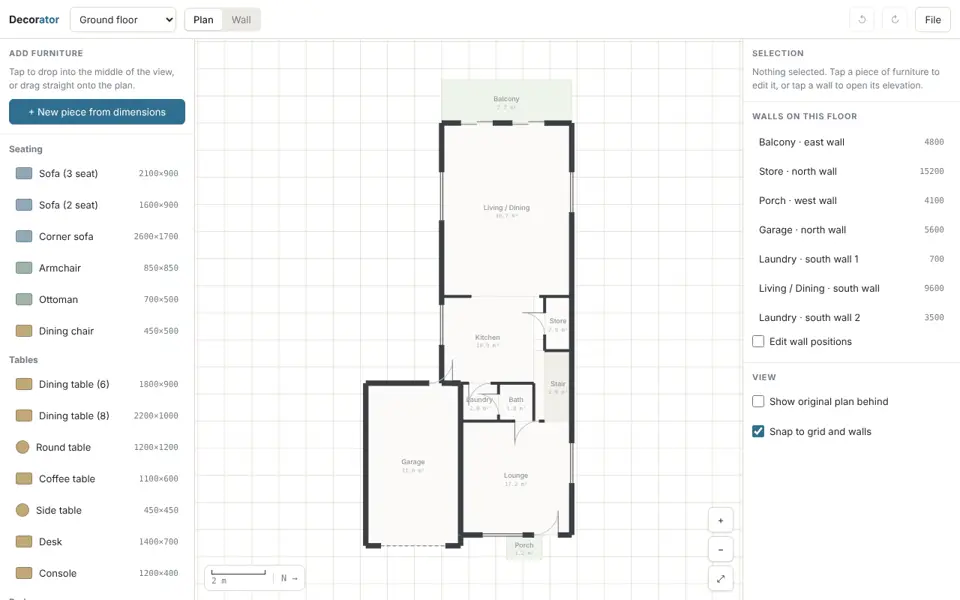 Decorator
Ground floor
Plan
Wall
File
ADD FURNITURE
Tap to drop into the middle of the view,
or drag straight onto the plan.
+ New piece from dimensions
Seating
Sofa (3 seat) 2100×900
Sofa (2 seat) 1600×900
Corner sofa 2600×1700
Armchair 850×850
Ottoman 700×500
Dining chair 450×500
Tables
Dining table (6) 1800×900
Dining table (8) 2200×1000
Round table 1200×1200
Coffee table 1100×600
Side table 450×450
Desk 1400×700
Console 1200×400
Balcony
Living / Dining
Store
Kitchen
Stair
Laundry
Bath
Garage
Lounge
Porch
2 m
N →
+
−
SELECTION
Nothing selected. Tap a piece of furniture to
edit it, or tap a wall to open its elevation.
WALLS ON THIS FLOOR
Balcony · east wall 4800
Store · north wall 15200
Porch · west wall 4100
Garage · north wall 5600
Laundry · south wall 1 700
Living / Dining · south wall 9600
Laundry · south wall 2 3500
Edit wall positions
VIEW
Show original plan behind
Snap to grid and walls